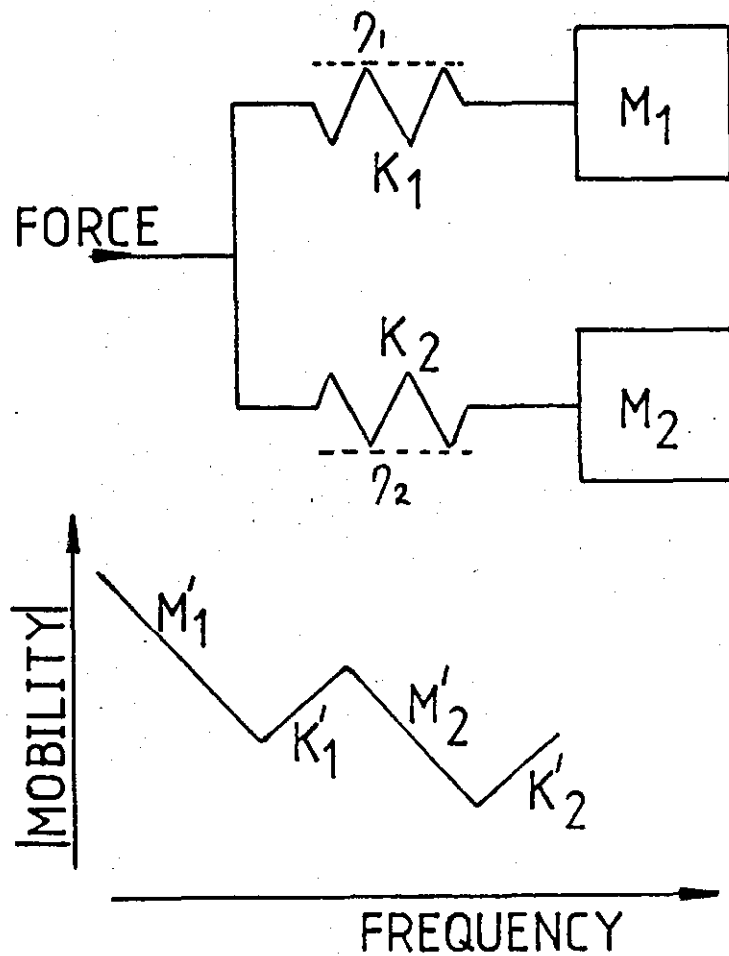 η1
M1
K1
FORCE
K2
M2
η2
M'1
K'1
M'2
K'2
|MOBILITY|
FREQUENCY